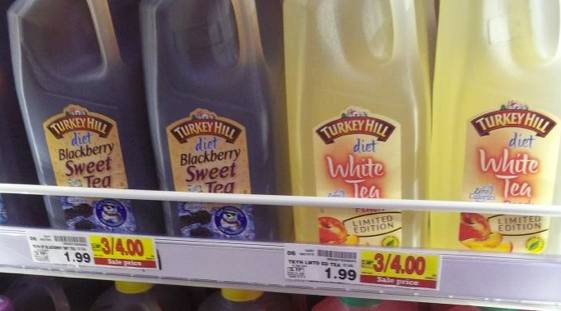 TURKEY HILL
diet
Blackberry
Sweet
Tea
TURKEY HILL
diet
Blackberry
Sweet
Tea
TURKEY HILL
diet
White
Tea
LIMITED
EDITION
TURKEY HILL
diet
White
Tea
LIMITED
EDITION
1.99
3/4.00
Sale price
1.99
3/4.00
Sale price